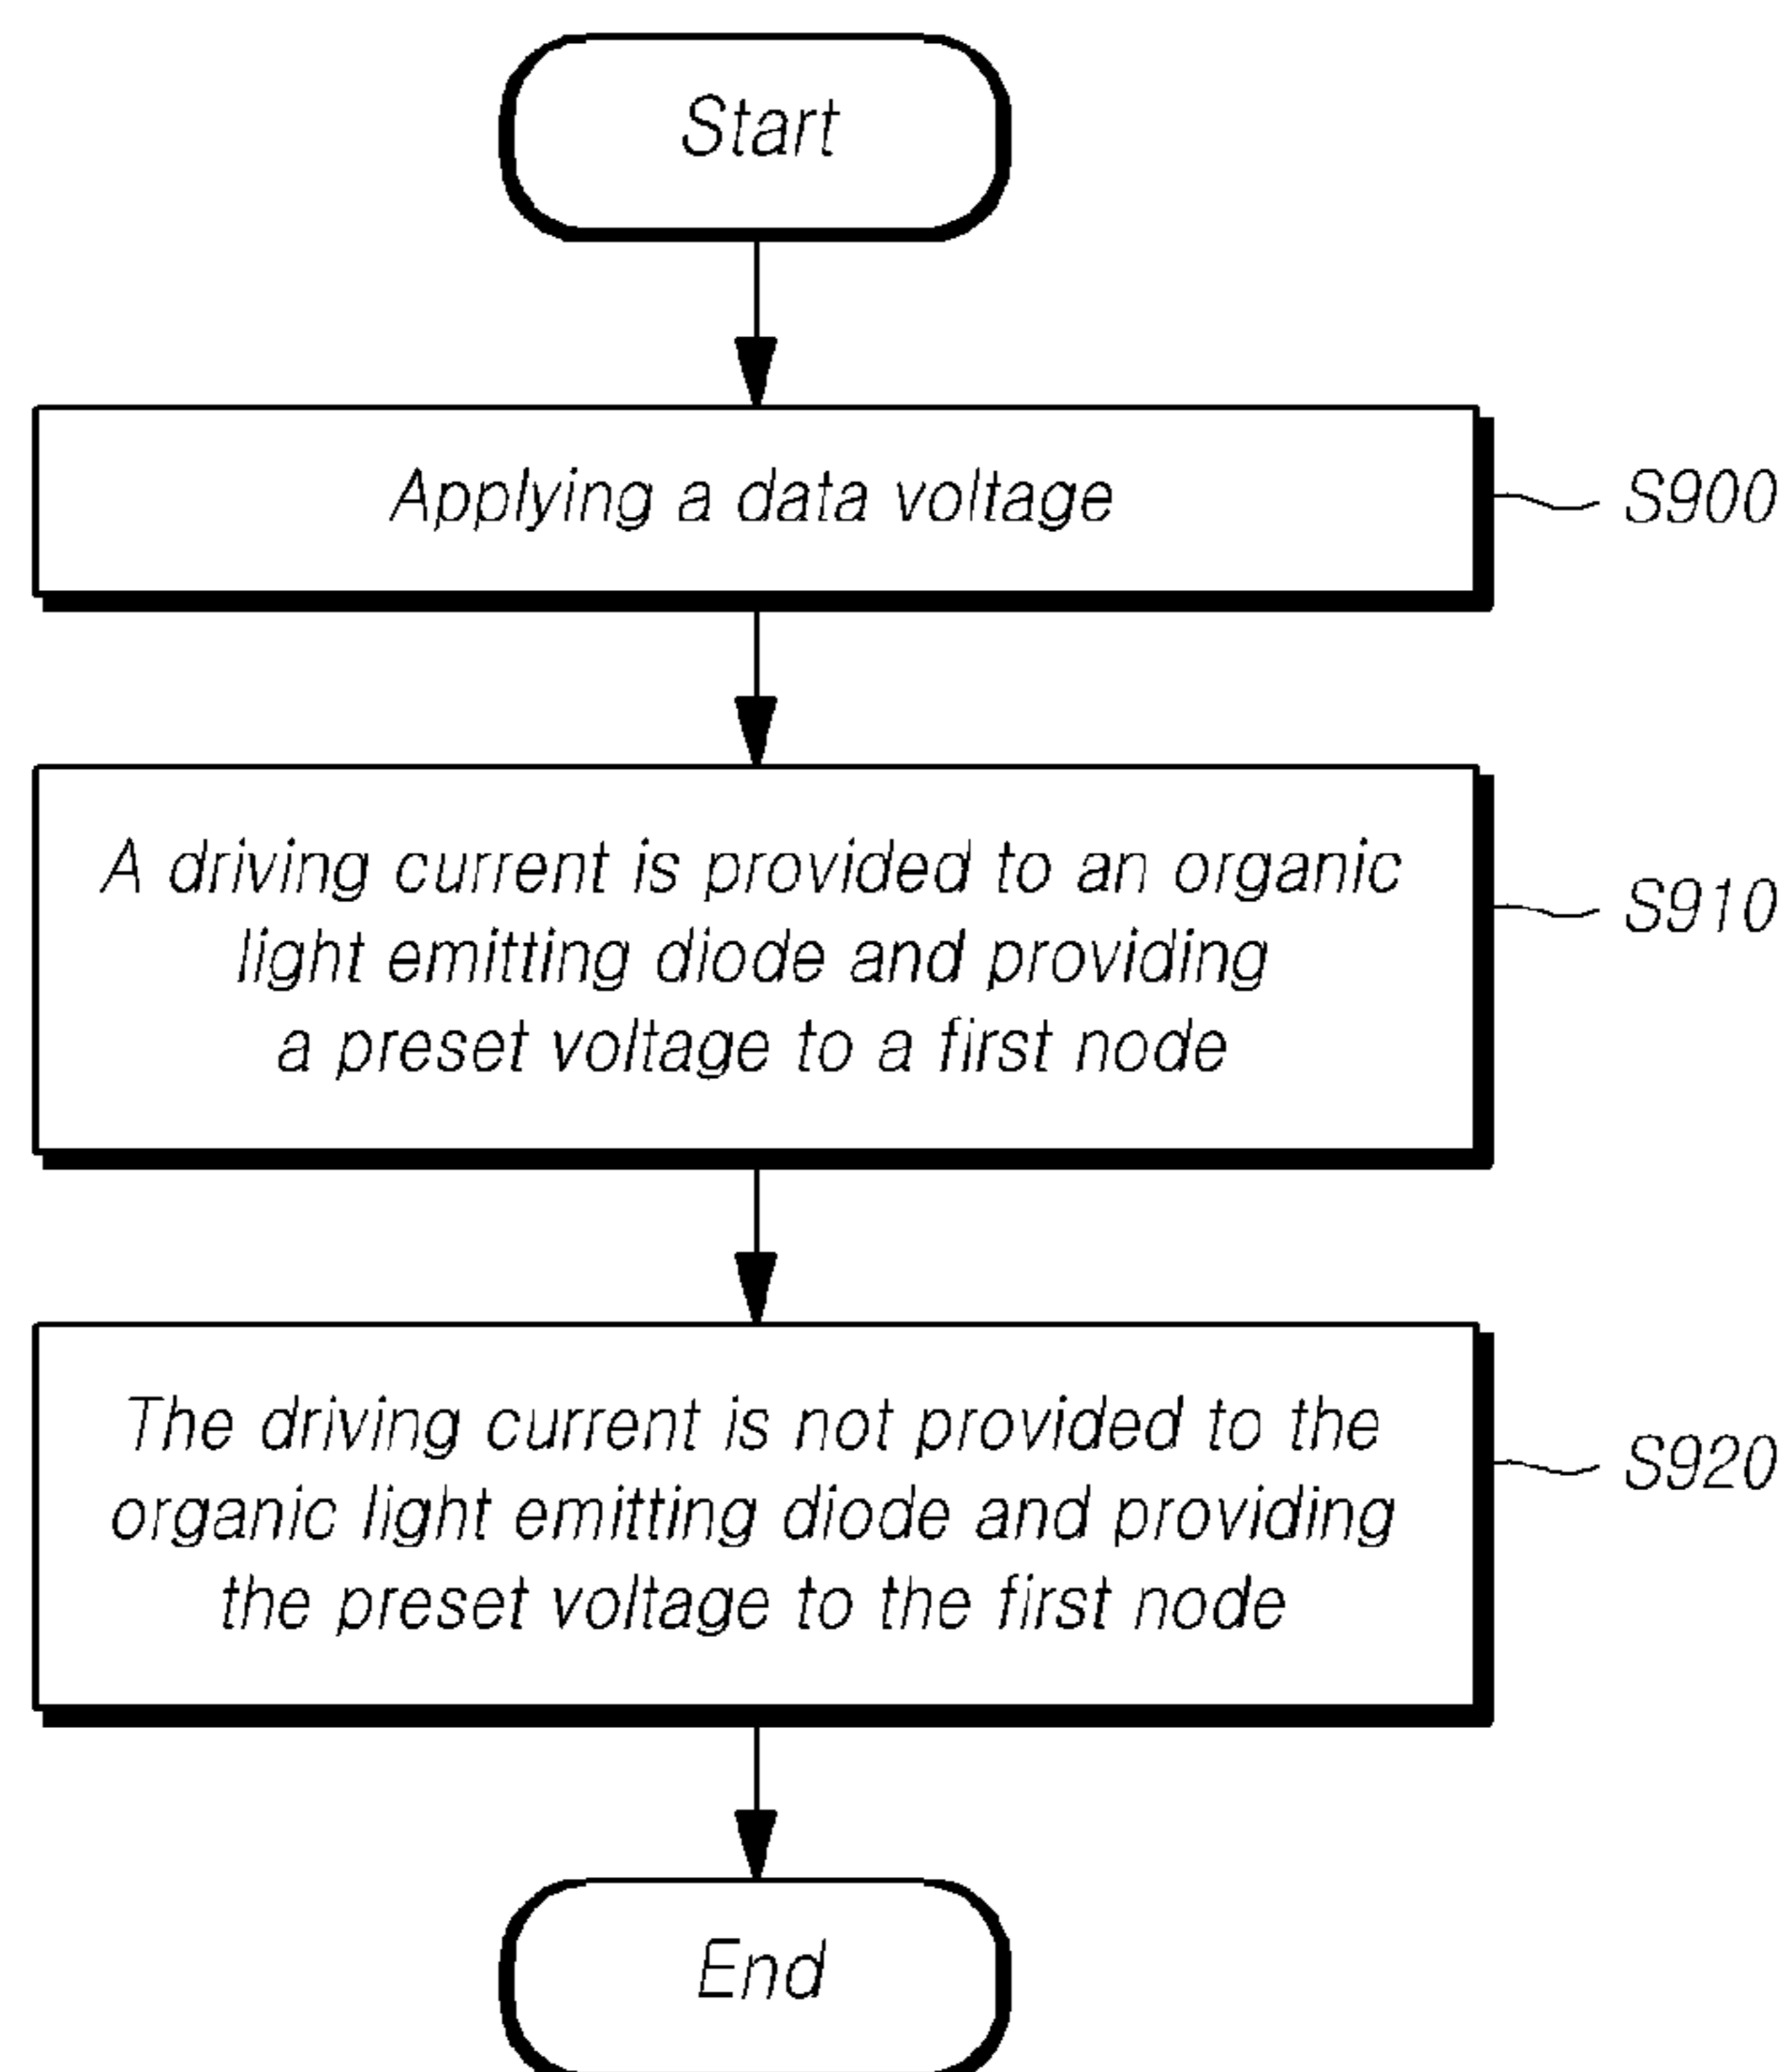 Start
Applying a data voltage
S900
A driving current is provided to an organic
light emitting diode and providing
a preset voltage to a first node
S910
The driving current is not provided to the
organic light emitting diode and providing
the preset voltage to the first node
S920
End